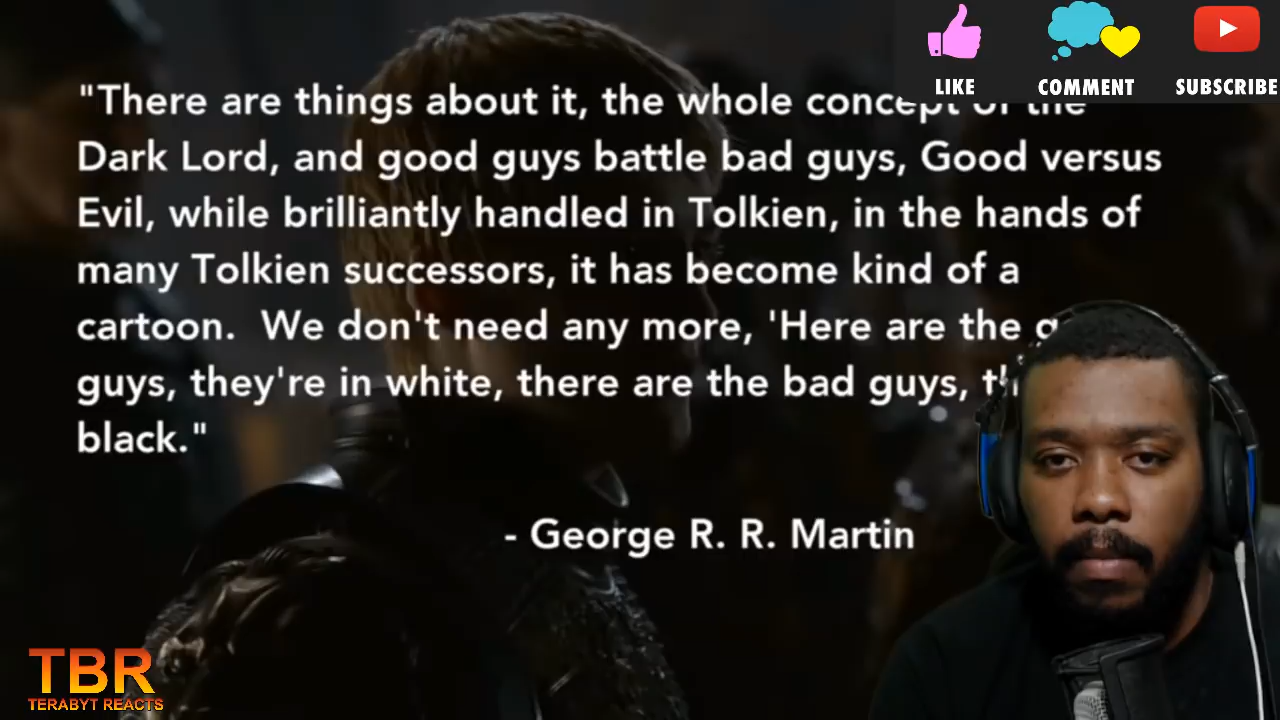 LIKE
COMMENT
SUBSCRIBE
"There are things about it, the whole concept of the
Dark Lord, and good guys battle bad guys, Good versus
Evil, while brilliantly handled in Tolkien, in the hands of
many Tolkien successors, it has become kind of a
cartoon. We don't need any more, 'Here are the
guys, they're in white, there are the bad guys,
black."
- George R. R. Martin
TBR
TERABYT REACTS